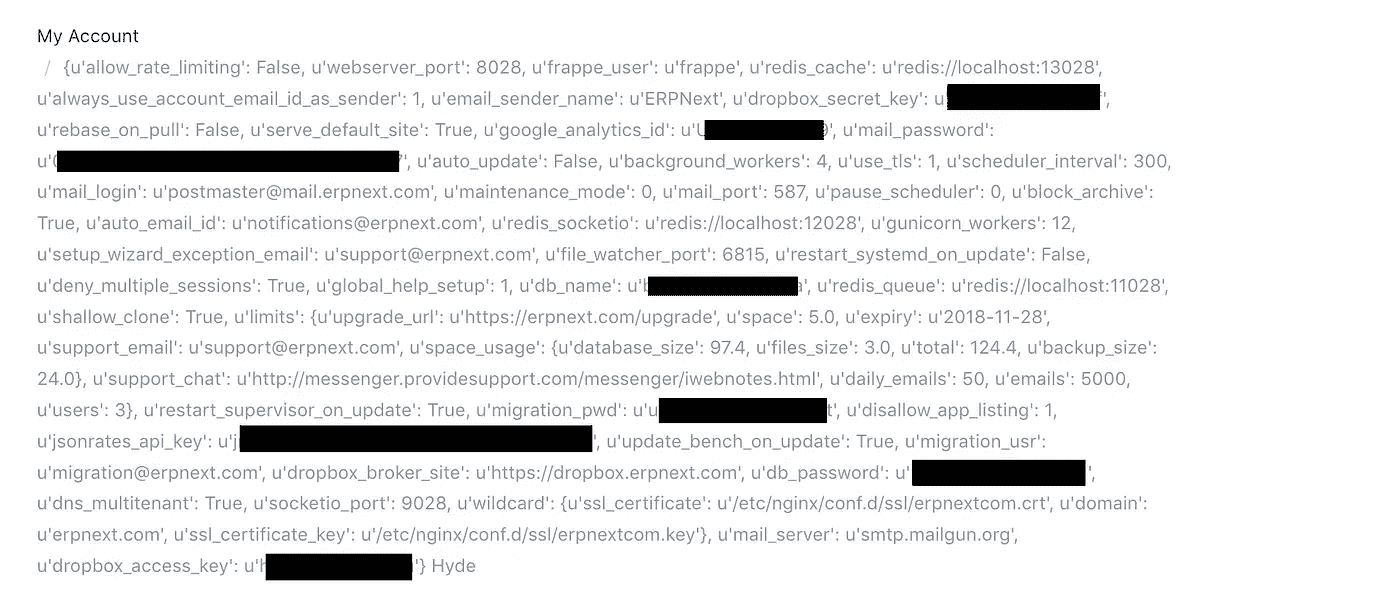 My Account
/ {u'allow_rate_limiting': False, u'webserver_port': 8028, u'frappe_user': u'frappe', u'redis_cache': u'redis://localhost:13028',
u'always_use_account_email_id_as_sender': 1, u'email_sender_name': u'ERPNext', u'dropbox_secret_key': u ',
u'rebase_on_pull': False, u'serve_default_site': True, u'google_analytics_id': u'U 9', u'mail_password':
u' 7', u'auto_update': False, u'background_workers': 4, u'use_tls': 1, u'scheduler_interval': 300,
u'mail_login': u'postmaster@mail.erpnext.com', u'maintenance_mode': 0, u'mail_port': 587, u'pause_scheduler': 0, u'block_archive':
True, u'auto_email_id': u'notifications@erpnext.com', u'redis_socketio': u'redis://localhost:12028', u'gunicorn_workers': 12,
u'setup_wizard_exception_email': u'support@erpnext.com', u'file_watcher_port': 6815, u'restart_systemd_on_update': False,
u'deny_multiple_sessions': True, u'global_help_setup': 1, u'db_name': u' a', u'redis_queue': u'redis://localhost:11028',
u'shallow_clone': True, u'limits': {u'upgrade_url': u'https://erpnext.com/upgrade', u'space': 5.0, u'expiry': u'2018-11-28',
u'support_email': u'support@erpnext.com', u'space_usage': {u'database_size': 97.4, u'files_size': 3.0, u'total': 124.4, u'backup_size':
24.0}, u'support_chat': u'http://messenger.providesupport.com/messenger/iwebnotes.html', u'daily_emails': 50, u'emails': 5000,
u'users': 3}, u'restart_supervisor_on_update': True, u'migration_pwd': u'u t', u'disallow_app_listing': 1,
u'jsonrates_api_key': u'j ', u'update_bench_on_update': True, u'migration_usr':
u'migration@erpnext.com', u'dropbox_broker_site': u'https://dropbox.erpnext.com', u'db_password': u' ',
u'dns_multitenant': True, u'socketio_port': 9028, u'wildcard': {u'ssl_certificate': u'/etc/nginx/conf.d/ssl/erpnextcom.crt', u'domain':
u'erpnext.com', u'ssl_certificate_key': u'/etc/nginx/conf.d/ssl/erpnextcom.key'}, u'mail_server': u'smtp.mailgun.org',
u'dropbox_access_key': u'h '} Hyde